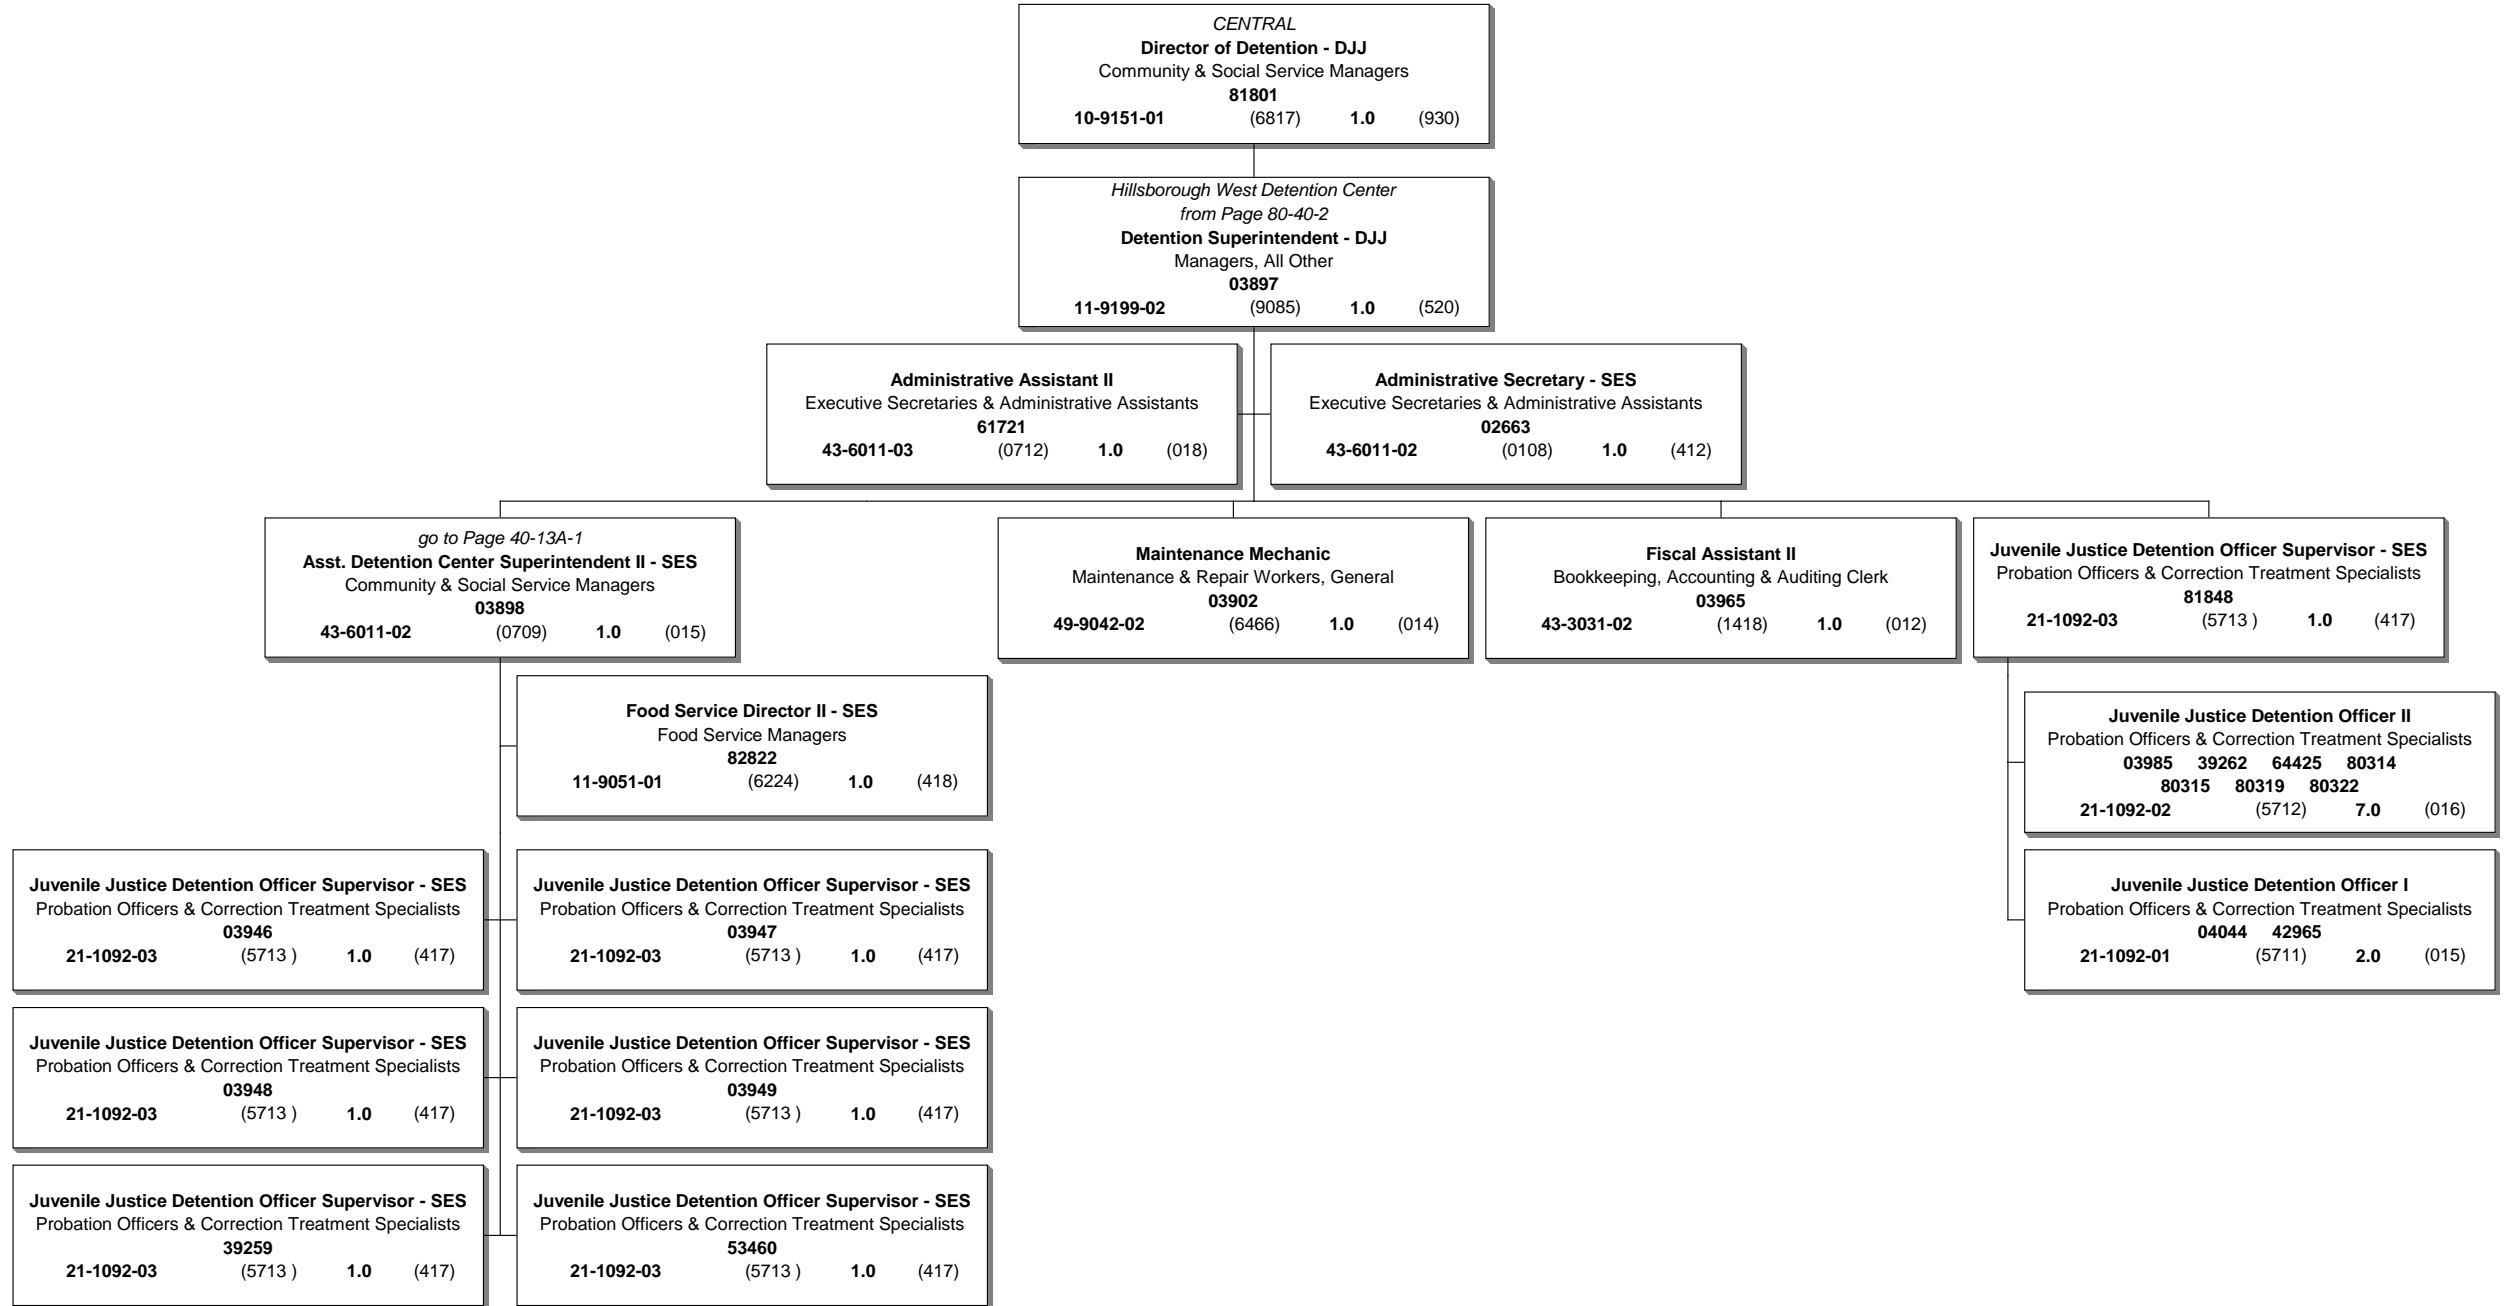 CENTRAL
Director of Detention - DJJ
Community & Social Service Managers
81801
10-9151-01 (6817) 1.0 (930)
Hillsborough West Detention Center
from Page 80-40-2
Detention Superintendent - DJJ
Managers, All Other
03897
11-9199-02 (9085) 1.0 (520)
Administrative Assistant II
Executive Secretaries & Administrative Assistants
61721
43-6011-03 (0712) 1.0 (018)
Administrative Secretary - SES
Executive Secretaries & Administrative Assistants
02663
43-6011-02 (0108) 1.0 (412)
go to Page 40-13A-1
Asst. Detention Center Superintendent II - SES
Community & Social Service Managers
03898
43-6011-02 (0709) 1.0 (015)
Maintenance Mechanic
Maintenance & Repair Workers, General
03902
49-9042-02 (6466) 1.0 (014)
Fiscal Assistant II
Bookkeeping, Accounting & Auditing Clerk
03965
43-3031-02 (1418) 1.0 (012)
Juvenile Justice Detention Officer Supervisor - SES
Probation Officers & Correction Treatment Specialists
81848
21-1092-03 (5713 ) 1.0 (417)
Food Service Director II - SES
Food Service Managers
82822
11-9051-01 (6224) 1.0 (418)
Juvenile Justice Detention Officer II
Probation Officers & Correction Treatment Specialists
03985 39262 64425 80314
80315 80319 80322
21-1092-02 (5712) 7.0 (016)
Juvenile Justice Detention Officer Supervisor - SES
Probation Officers & Correction Treatment Specialists
03946
21-1092-03 (5713 ) 1.0 (417)
Juvenile Justice Detention Officer Supervisor - SES
Probation Officers & Correction Treatment Specialists
03947
21-1092-03 (5713 ) 1.0 (417)
Juvenile Justice Detention Officer I
Probation Officers & Correction Treatment Specialists
04044 42965
21-1092-01 (5711) 2.0 (015)
Juvenile Justice Detention Officer Supervisor - SES
Probation Officers & Correction Treatment Specialists
03948
21-1092-03 (5713 ) 1.0 (417)
Juvenile Justice Detention Officer Supervisor - SES
Probation Officers & Correction Treatment Specialists
03949
21-1092-03 (5713 ) 1.0 (417)
Juvenile Justice Detention Officer Supervisor - SES
Probation Officers & Correction Treatment Specialists
39259
21-1092-03 (5713 ) 1.0 (417)
Juvenile Justice Detention Officer Supervisor - SES
Probation Officers & Correction Treatment Specialists
53460
21-1092-03 (5713 ) 1.0 (417)